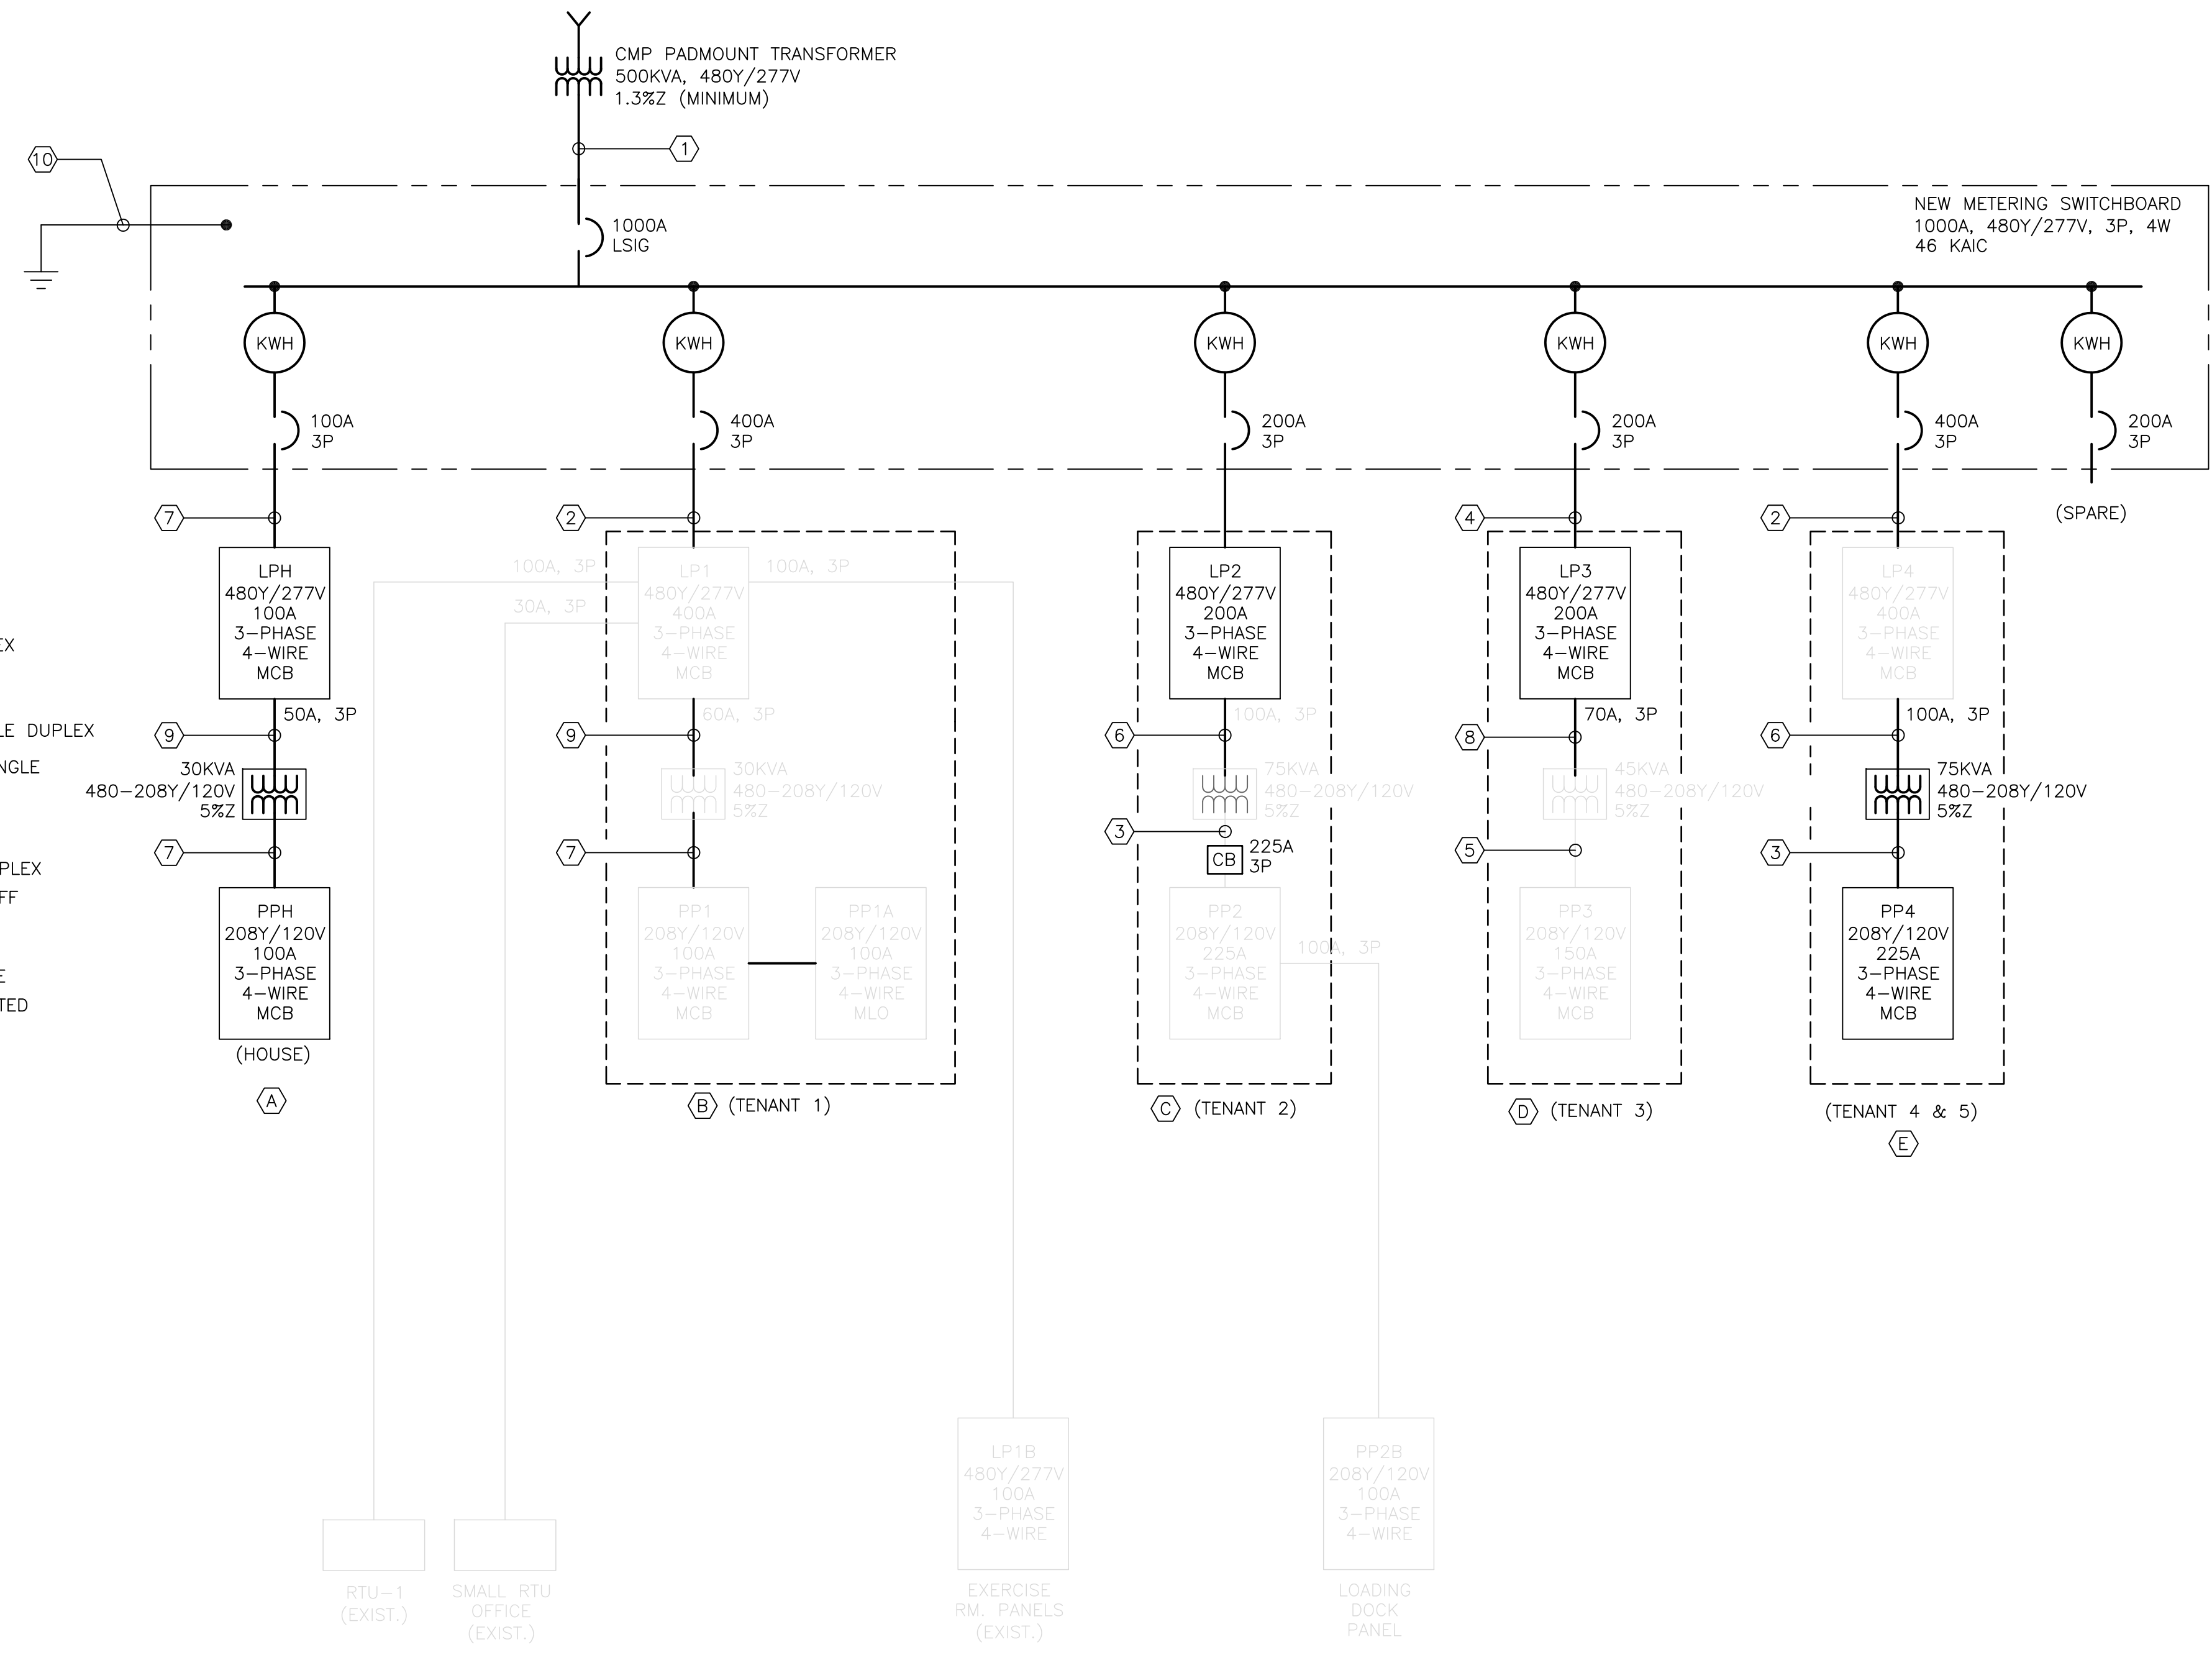 CMP PADMOUNT TRANSFORMER
500KVA, 480Y/277V
1.3%Z (MINIMUM)
1
10
1000A
LSIG
NEW METERING SWITCHBOARD
1000A, 480Y/277V, 3P, 4W
46 KAIC
KWH
KWH
KWH
KWH
KWH
KWH
100A
3P
400A
3P
200A
3P
200A
3P
400A
3P
200A
3P
(SPARE)
7
LPH
480Y/277V
100A
3-PHASE
4-WIRE
MCB
50A, 3P
9
30KVA
480-208Y/120V
5%Z
7
PPH
208Y/120V
100A
3-PHASE
4-WIRE
MCB
(HOUSE)
A
2
100A, 3P
30A, 3P
100A, 3P
LP1
480Y/277V
400A
3-PHASE
4-WIRE
MCB
60A, 3P
9
30KVA
480-208Y/120V
5%Z
7
PP1
208Y/120V
100A
3-PHASE
4-WIRE
MCB
PP1A
208Y/120V
100A
3-PHASE
4-WIRE
MLO
B (TENANT 1)
LP2
480Y/277V
200A
3-PHASE
4-WIRE
MCB
100A, 3P
6
75KVA
480-208Y/120V
5%Z
3
CB
225A
3P
PP2
208Y/120V
225A
3-PHASE
4-WIRE
MCB
100A, 3P
C (TENANT 2)
4
LP3
480Y/277V
200A
3-PHASE
4-WIRE
MCB
70A, 3P
8
45KVA
480-208Y/120V
5%Z
5
PP3
208Y/120V
150A
3-PHASE
4-WIRE
MCB
D (TENANT 3)
2
LP4
480Y/277V
400A
3-PHASE
4-WIRE
MCB
100A, 3P
6
75KVA
480-208Y/120V
5%Z
3
PP4
208Y/120V
225A
3-PHASE
4-WIRE
MCB
(TENANT 4 & 5)
E
RTU-1
(EXIST.)
SMALL RTU
OFFICE
(EXIST.)
LP1B
480Y/277V
100A
3-PHASE
4-WIRE
EXERCISE
RM. PANELS
(EXIST.)
PP2B
208Y/120V
100A
3-PHASE
4-WIRE
LOADING
DOCK
PANEL
DUPLEX